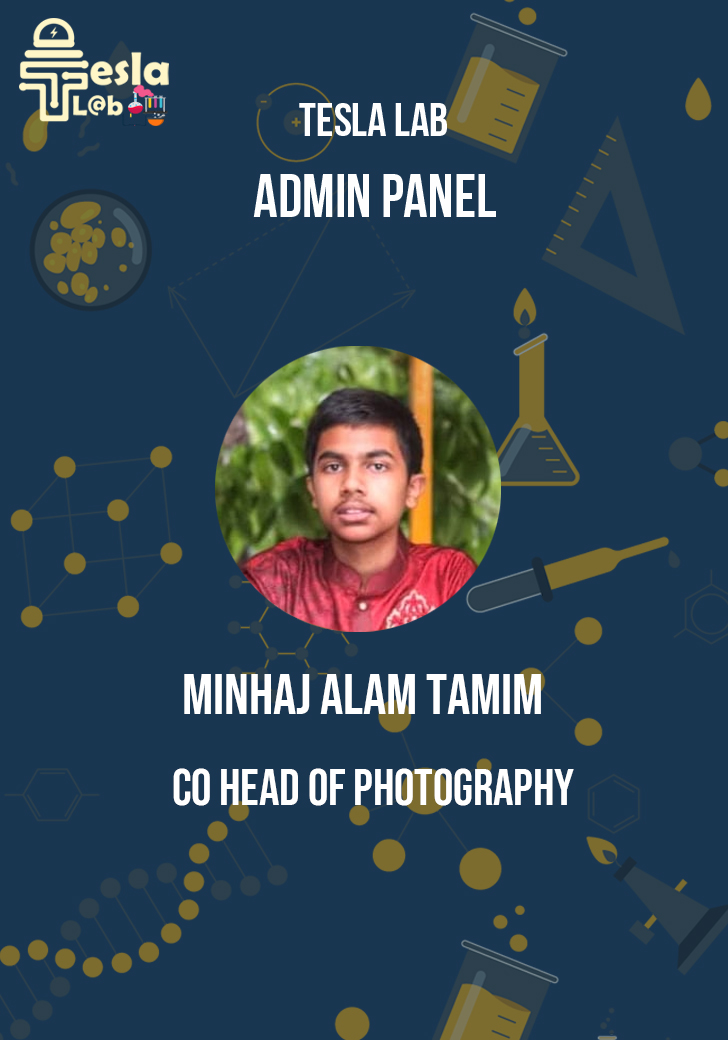 Tesla
L@b
TESLA LAB
ADMIN PANEL
MINHAJ ALAM TAMIM
CO HEAD OF PHOTOGRAPHY